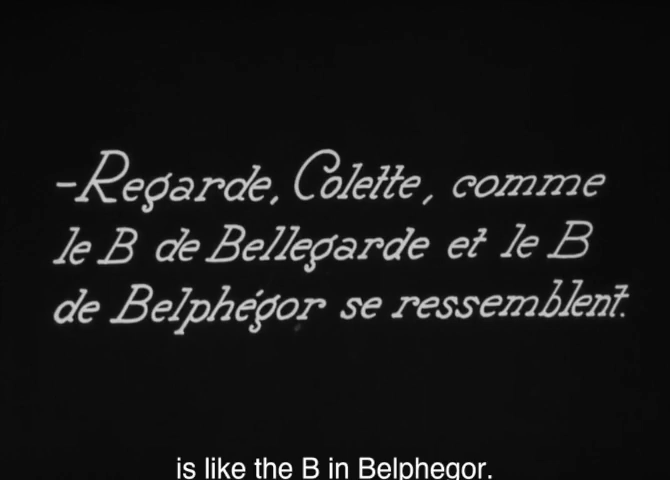 -Regarde, Colette, comme
le B de Bellegarde et le B
de Belphégor se ressemblent.
is like the B in Belphegor.